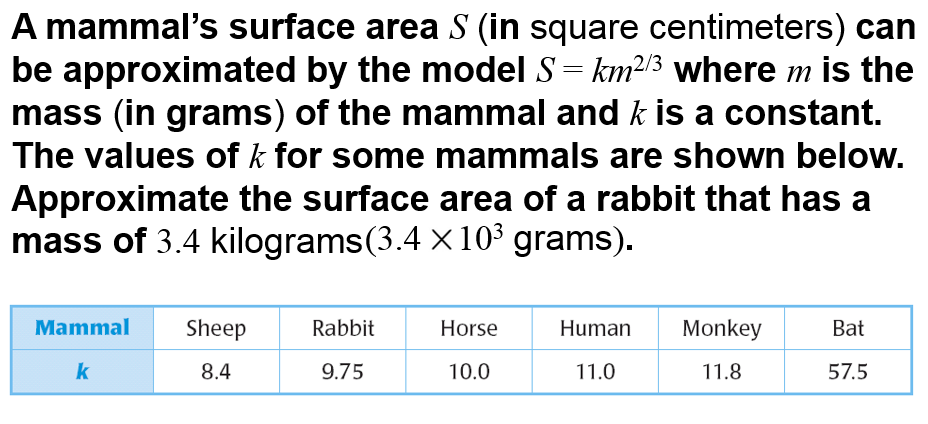 A mammal's surface area S (in square centimeters) can
be approximated by the model S = km^2/3 where m is the
mass (in grams) of the mammal and k is a constant.
The values of k for some mammals are shown below.
Approximate the surface area of a rabbit that has a
mass of 3.4 kilograms(3.4 × 10³ grams).
Mammal Sheep Rabbit Horse Human Monkey Bat
k 8.4 9.75 10.0 11.0 11.8 57.5